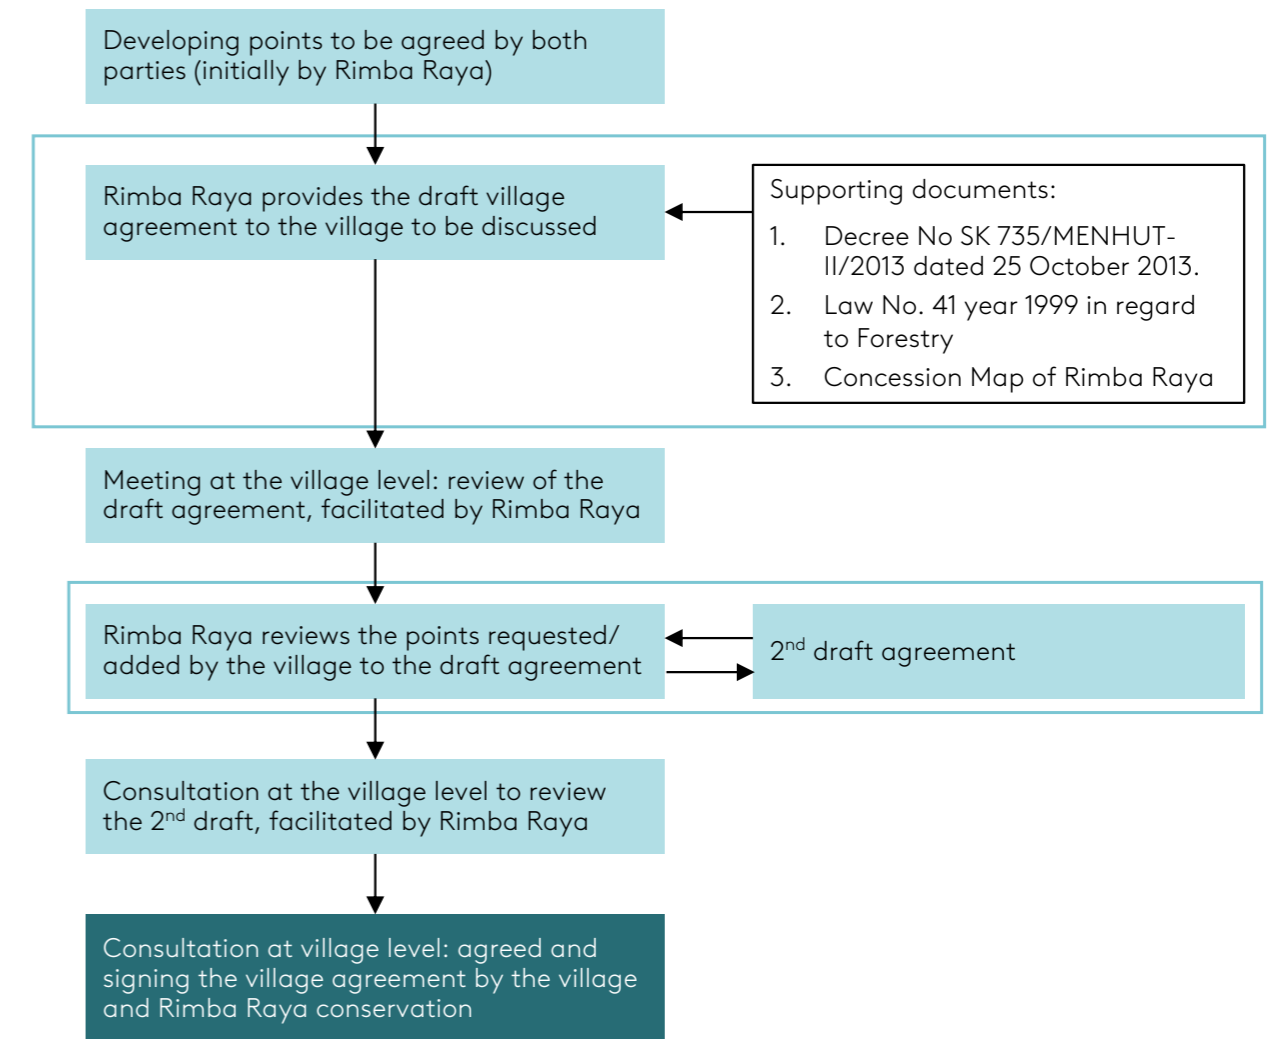 Developing points to be agreed by both
parties (initially by Rimba Raya)
Rimba Raya provides the draft village
agreement to the village to be discussed
Supporting documents:
1. Decree No SK 735/MENHUT-
II/2013 dated 25 October 2013.
2. Law No. 41 year 1999 in regard
to Forestry
3. Concession Map of Rimba Raya
Meeting at the village level: review of the
draft agreement, facilitated by Rimba Raya
Rimba Raya reviews the points requested/
added by the village to the draft agreement
2nd draft agreement
Consultation at the village level to review
the 2nd draft, facilitated by Rimba Raya
Consultation at village level: agreed and
signing the village agreement by the village
and Rimba Raya conservation